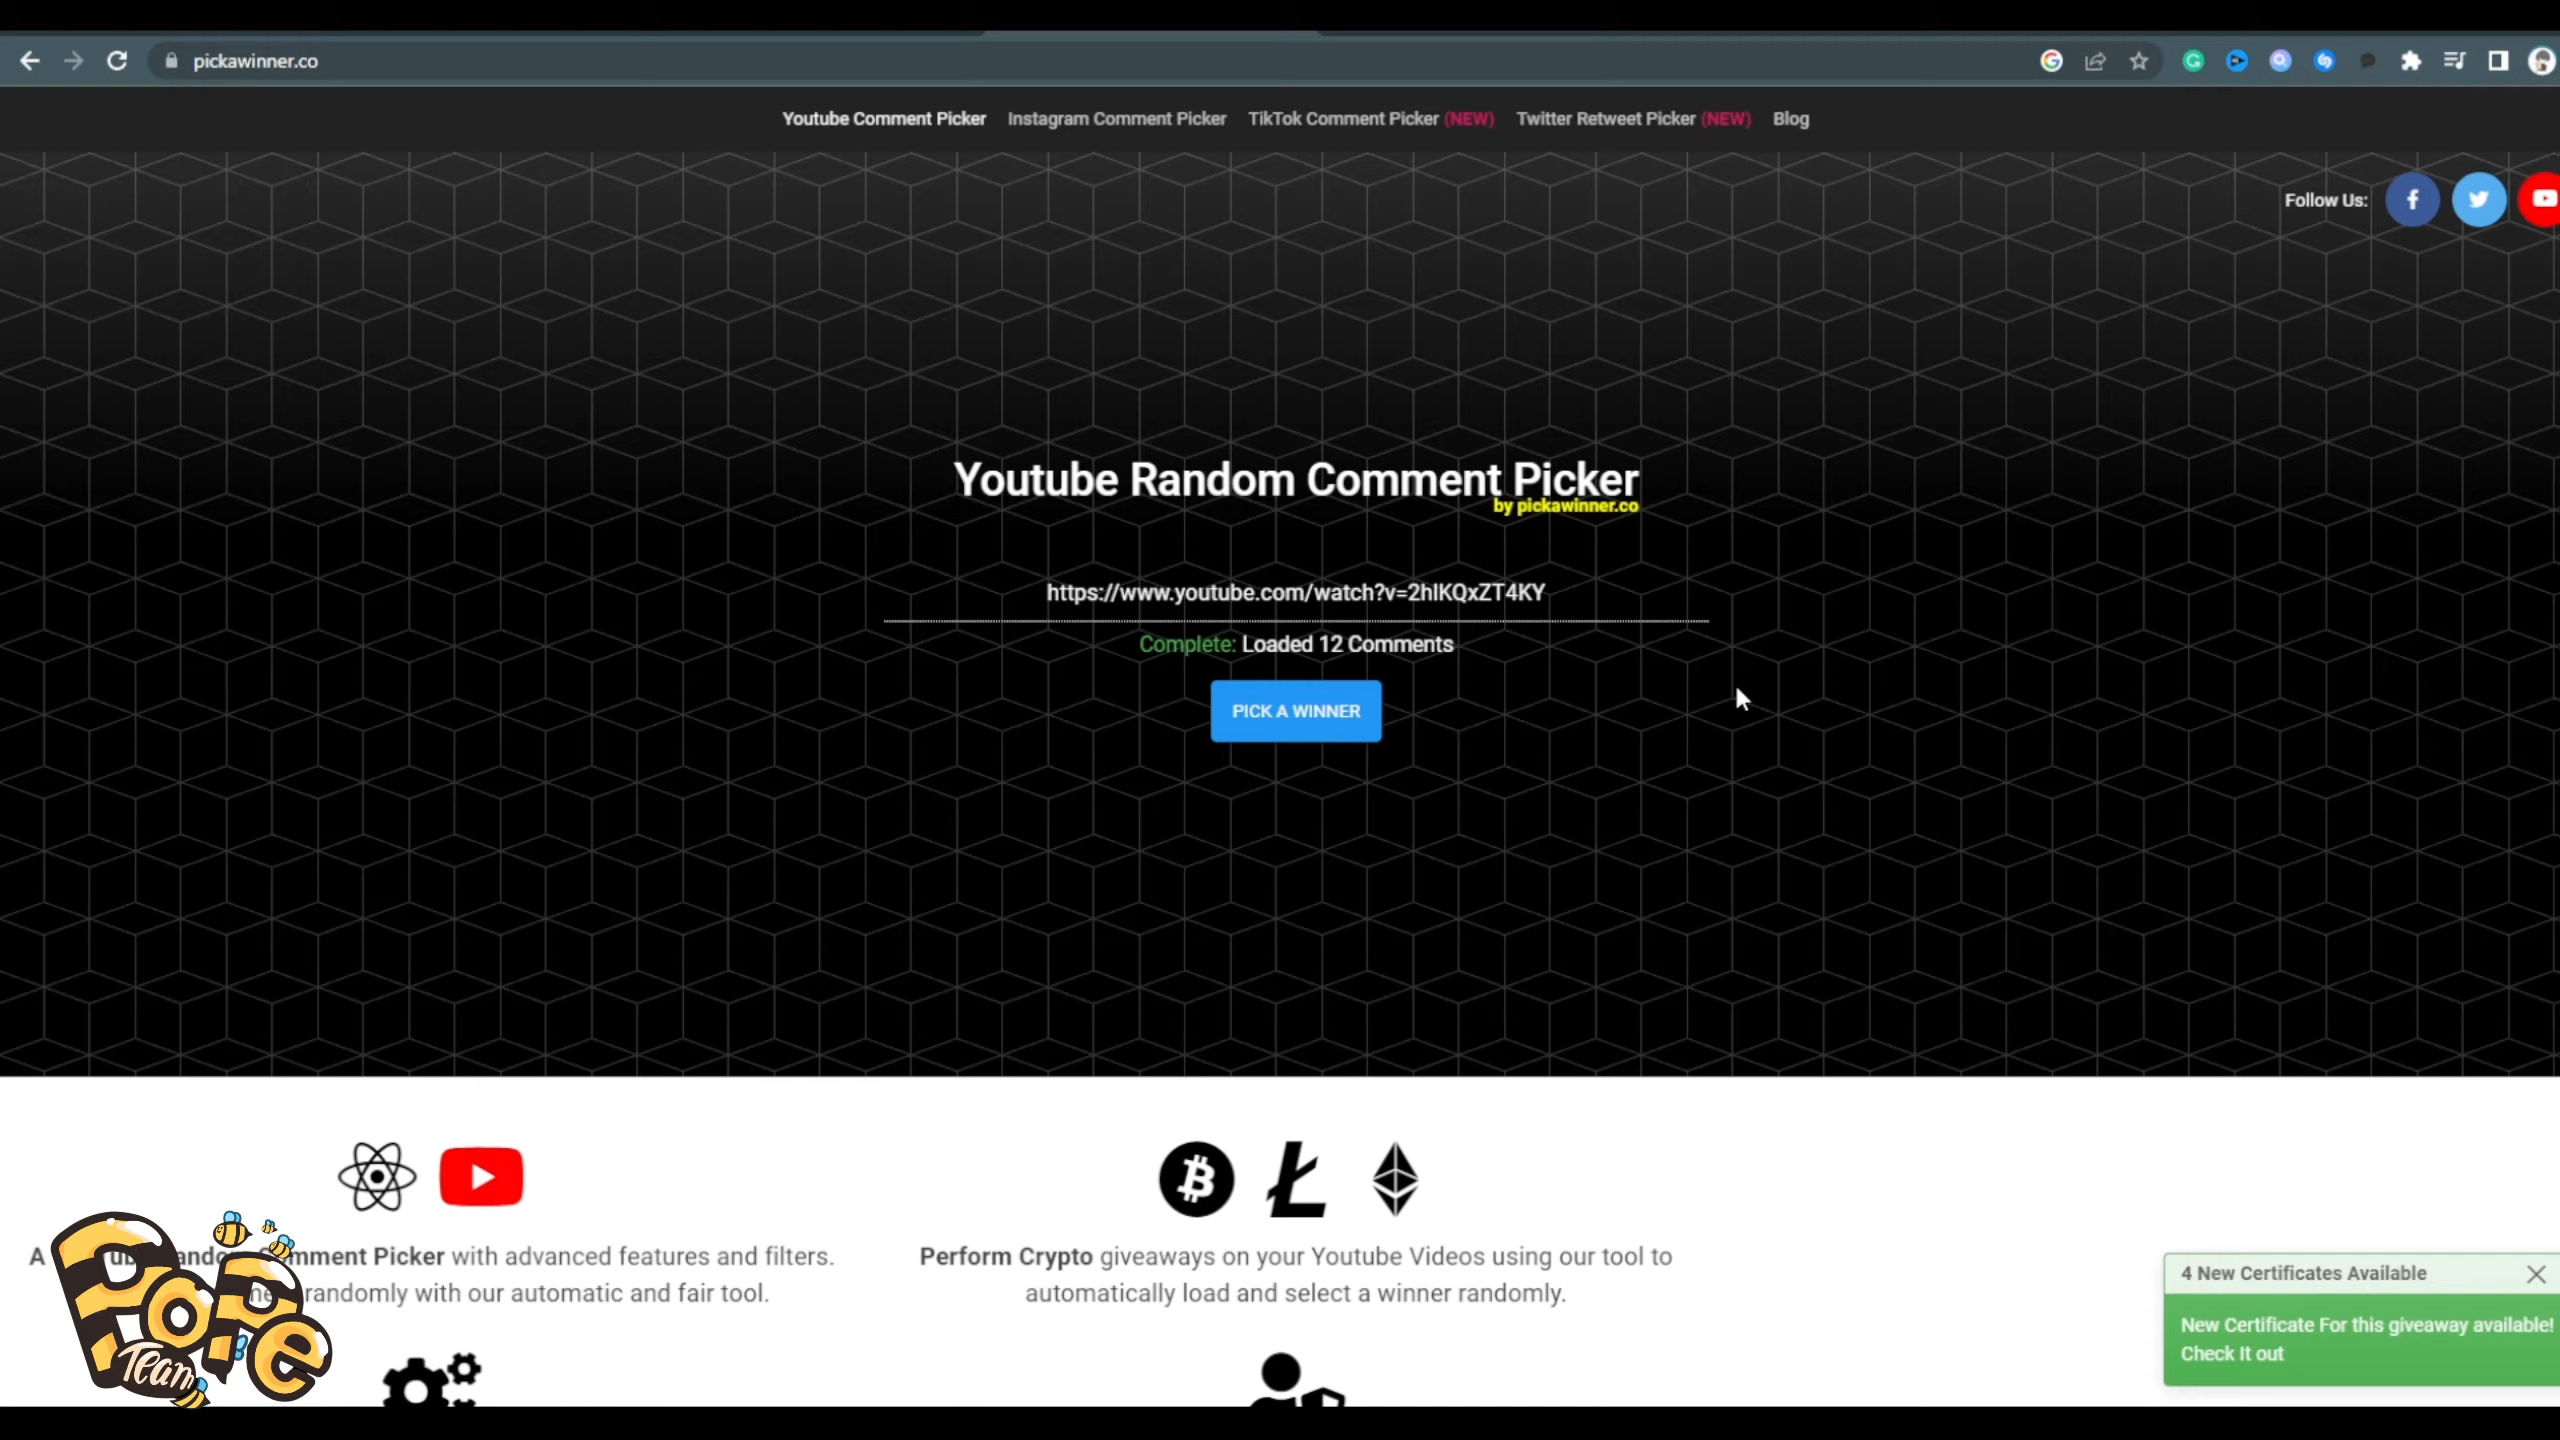 pickawinner.co
Youtube Comment Picker Instagram Comment Picker TikTok Comment Picker (NEW) Twitter Retweet Picker (NEW) Blog
Follow Us:
Youtube Random Comment Picker
by pickawinner.co
https://www.youtube.com/watch?v=2hIKQxZT4KY
Complete: Loaded 12 Comments
PICK A WINNER
A mment Picker with advanced features and filters.
randomly with our automatic and fair tool.
Perform Crypto giveaways on your Youtube Videos using our tool to
automatically load and select a winner randomly.
PoPe
Team
4 New Certificates Available
New Certificate For this giveaway available!
Check It out